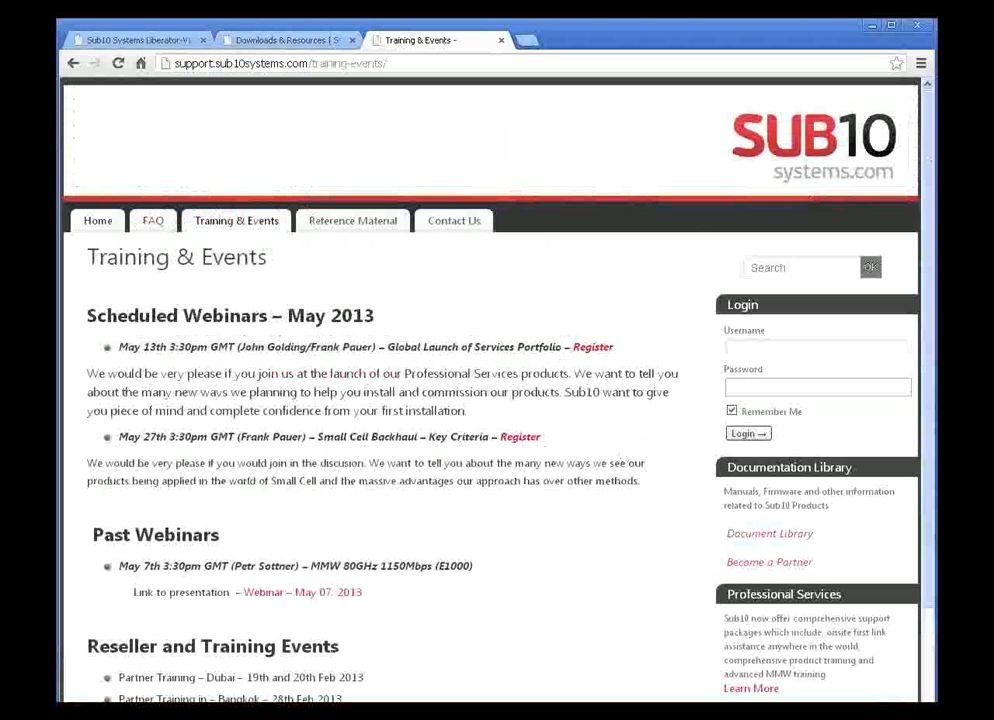 Sub10 Systems Liberator-V
Downloads & Resources | S
Training & Events -
support.sub10systems.com/training-events/
SUB10
systems.com
Home
FAQ
Training & Events
Reference Material
Contact Us
Training & Events
Search
OK
Scheduled Webinars – May 2013
May 13th 3:30pm GMT (John Golding/Frank Pauer) – Global Launch of Services Portfolio – Register
We would be very please if you join us at the launch of our Professional Services products. We want to tell you
about the many new ways we planning to help you install and commission our products. Sub10 want to give
you piece of mind and complete confidence from your first installation.
May 27th 3:30pm GMT (Frank Pauer) – Small Cell Backhaul – Key Criteria – Register
We would be very please if you would join in the discusion. We want to tell you about the many new ways we see our
products being applied in the world of Small Cell and the massive advantages our approach has over other methods.
Past Webinars
May 7th 3:30pm GMT (Petr Sottner) – MMW 80GHz 1150Mbps (E1000)
Link to presentation – Webinar – May 07. 2013
Reseller and Training Events
Partner Training – Dubai – 19th and 20th Feb 2013
Partner Training in – Bangkok – 28th Feb 2013
Login
Username
Password
Remember Me
Login →
Documentation Library
Manuals, Firmware and other information
related to Sub10 Products
Document Library
Become a Partner
Professional Services
Sub10 now offer comprehensive support
packages which include, onsite first link
assistance anywhere in the world,
comprehensive product training and
advanced MMW training
Learn More